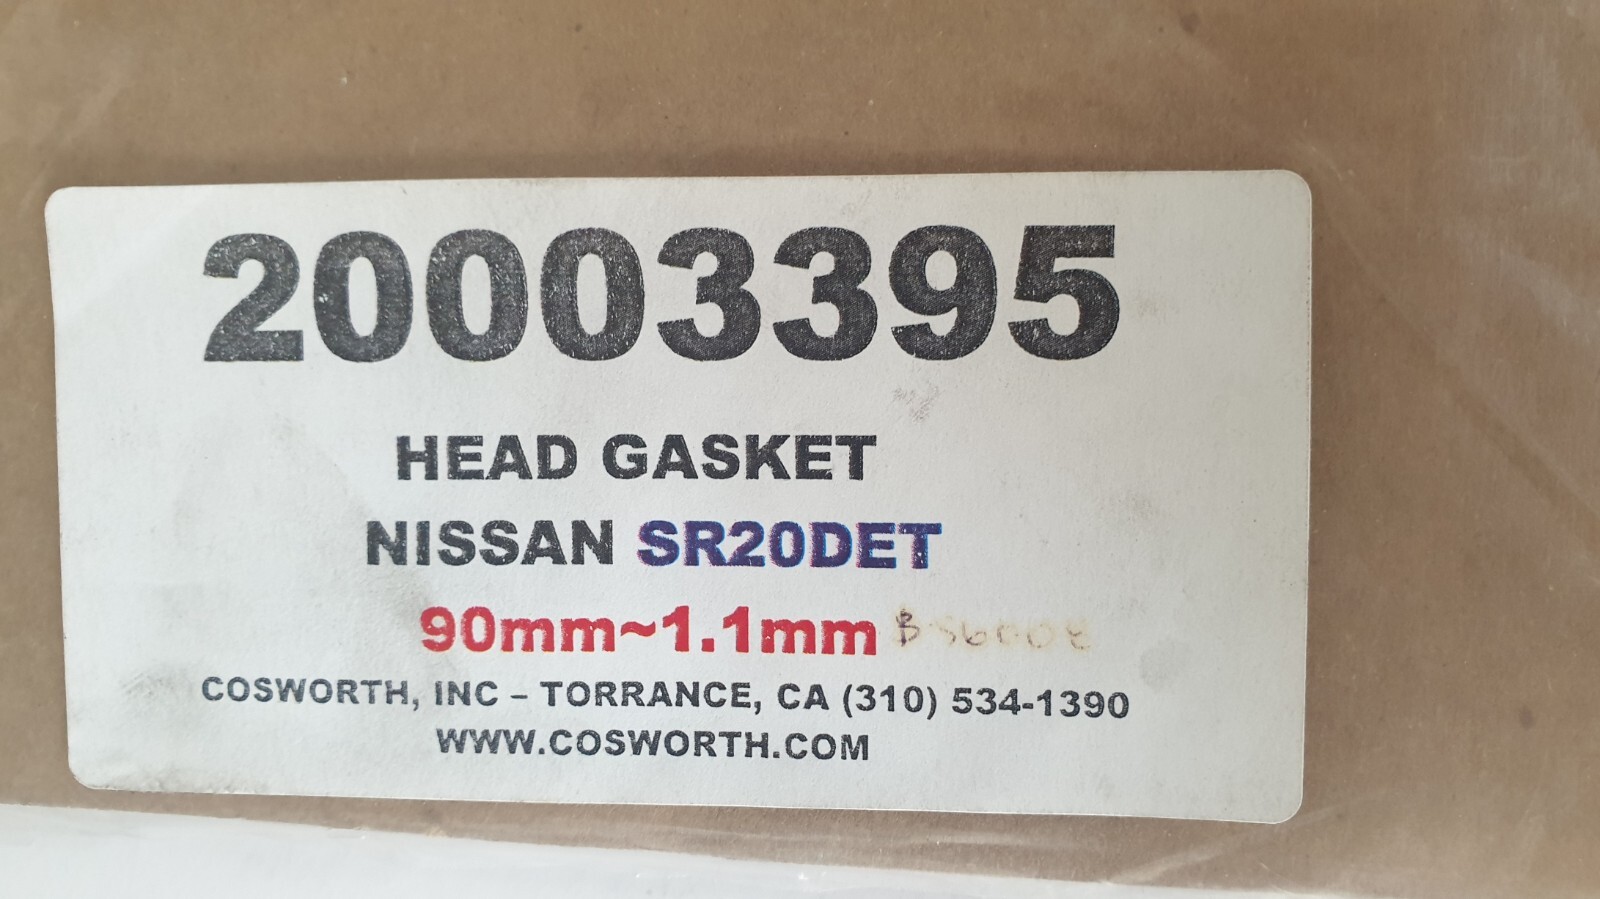 20003395
HEAD GASKET
NISSAN SR20DET
90mm~1.1mm
COSWORTH, INC – TORRANCE, CA (310) 534-1390
WWW.COSWORTH.COM